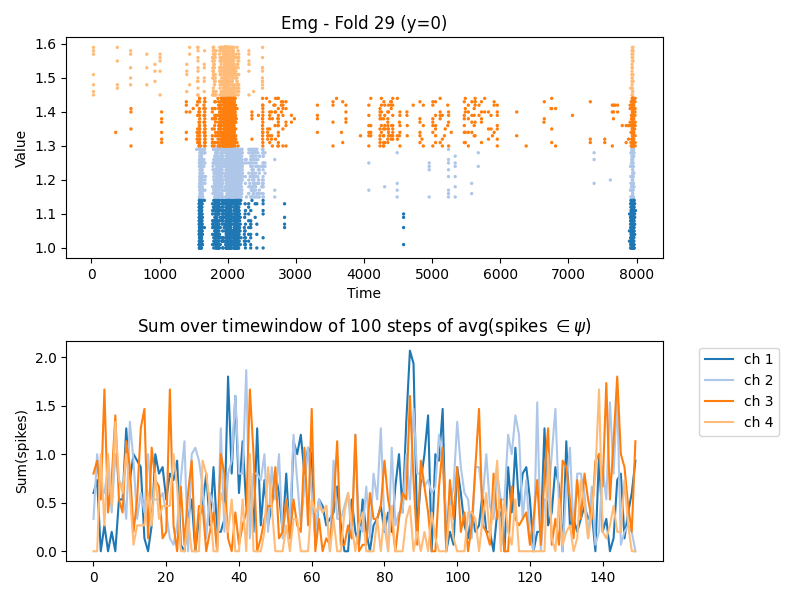 Emg - Fold 29 (y=0)
Value
1.6
1.5
1.4
1.3
1.2
1.1
1.0
0 1000 2000 3000 4000 5000 6000 7000 8000
Time
Sum over timewindow of 100 steps of avg(spikes ∈ ψ)
Sum(spikes)
2.0
1.5
1.0
0.5
0.0
0 20 40 60 80 100 120 140
ch 1
ch 2
ch 3
ch 4